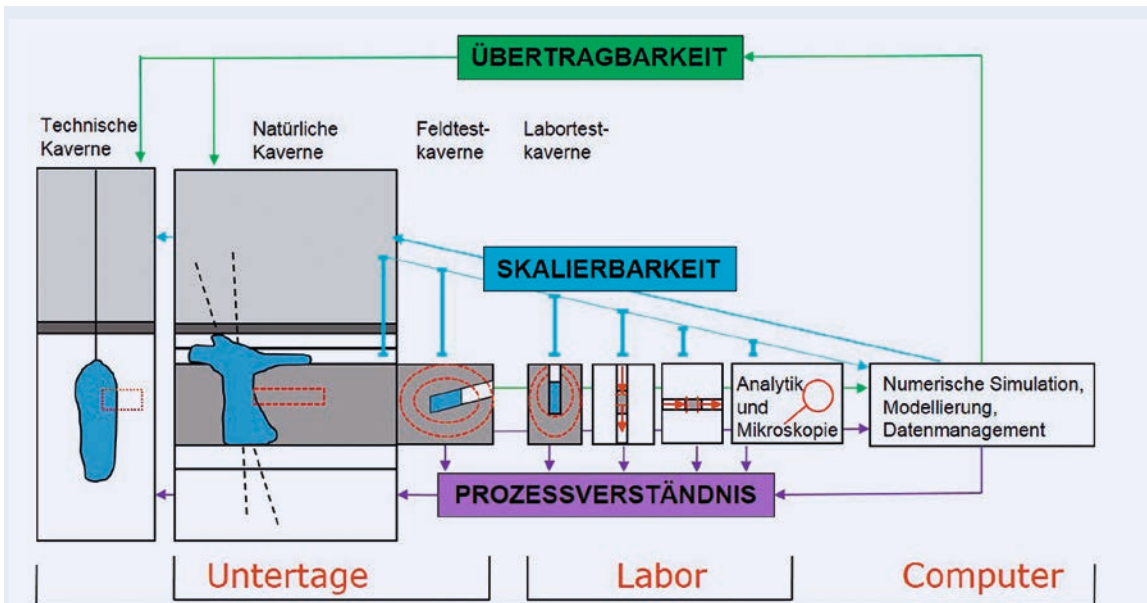 ÜBERTRAGBARKEIT
Technische
Kaverne
Natürliche
Kaverne
Feldtest-
kaverne
Labortest-
kaverne
SKALIERBARKEIT
Analytik
und
Mikroskopie
Numerische Simulation,
Modellierung,
Datenmanagement
PROZESSVERSTÄNDNIS
Untertage
Labor
Computer